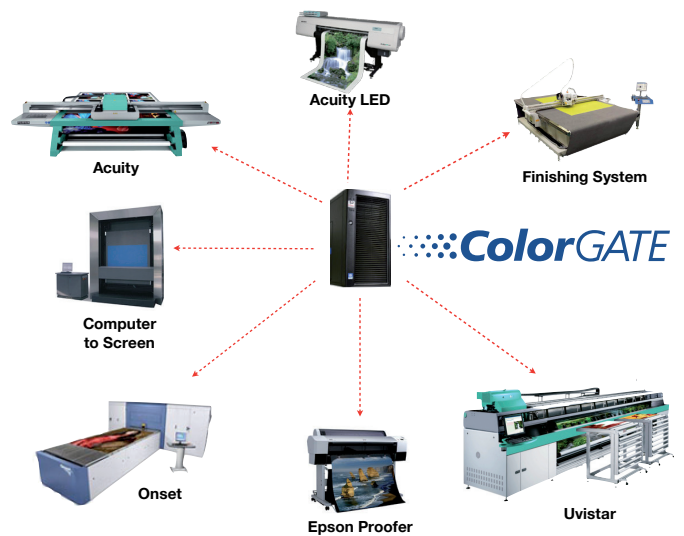 Acuity LED
Acuity
Finishing System
ColorGATE
Computer
to Screen
Onset
Epson Proofer
Uvistar